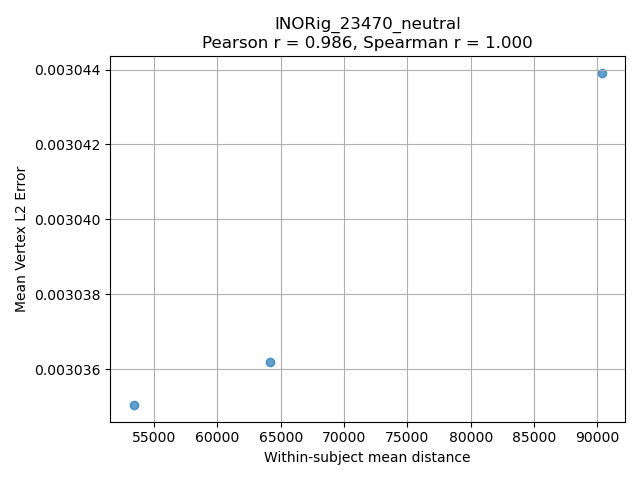 INORig_23470_neutral
Pearson r = 0.986, Spearman r = 1.000
0.003044
0.003042
0.003040
0.003038
0.003036
Mean Vertex L2 Error
55000 60000 65000 70000 75000 80000 85000 90000
Within-subject mean distance